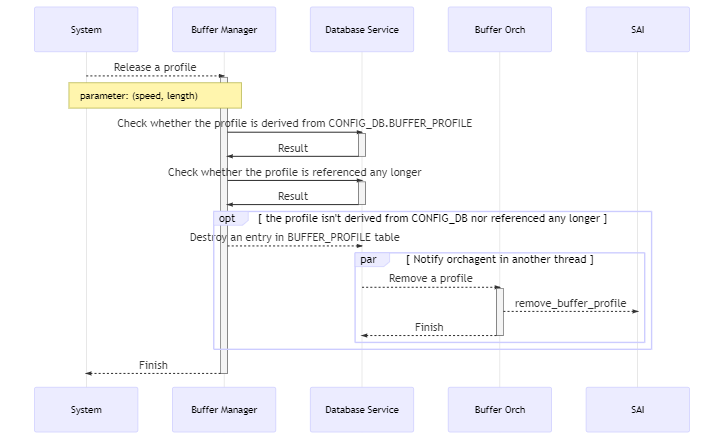 System
Buffer Manager
Database Service
Buffer Orch
SAI
Release a profile
parameter: (speed, length)
Check whether the profile is derived from CONFIG_DB.BUFFER_PROFILE
Result
Check whether the profile is referenced any longer
Result
opt
[ the profile isn't derived from CONFIG_DB nor referenced any longer ]
Destroy an entry in BUFFER_PROFILE table
par
[ Notify orchagent in another thread ]
Remove a profile
remove_buffer_profile
Finish
Finish
System
Buffer Manager
Database Service
Buffer Orch
SAI